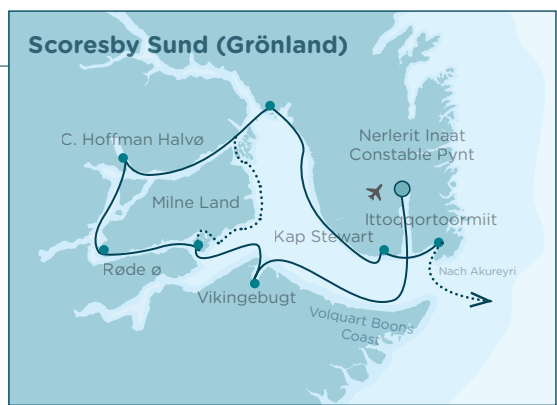 Scoresby Sund (Grönland)
C. Hoffman Halvø
Nerlerit Inaat
Constable Pynt
Milne Land
Ittoqqortoormiit
Kap Stewart
Røde ø
Nach Akureyri
Vikingebugt
Volquart Boons
Coast